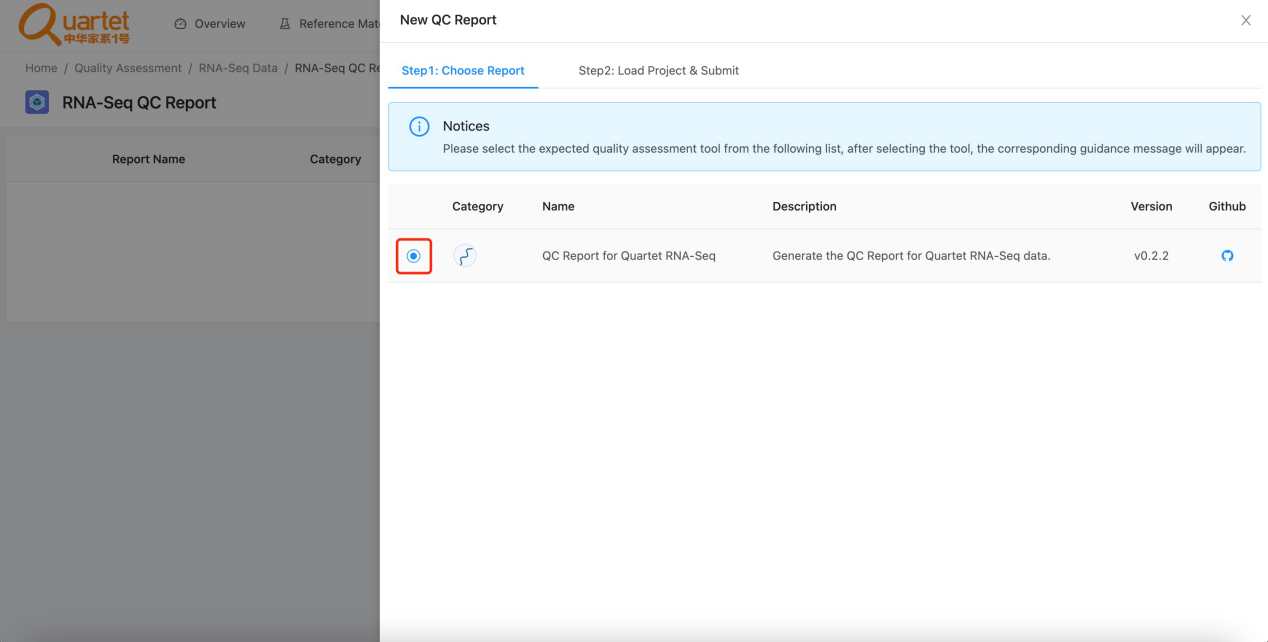 uartet
中华家系1号
Overview
Reference Mat
Home / Quality Assessment / RNA-Seq Data / RNA-Seq QC Re
RNA-Seq QC Report
Report Name Category
New QC Report
Step1: Choose Report Step2: Load Project & Submit
Notices
Please select the expected quality assessment tool from the following list, after selecting the tool, the corresponding guidance message will appear.
Category Name Description Version Github
QC Report for Quartet RNA-Seq Generate the QC Report for Quartet RNA-Seq data. v0.2.2